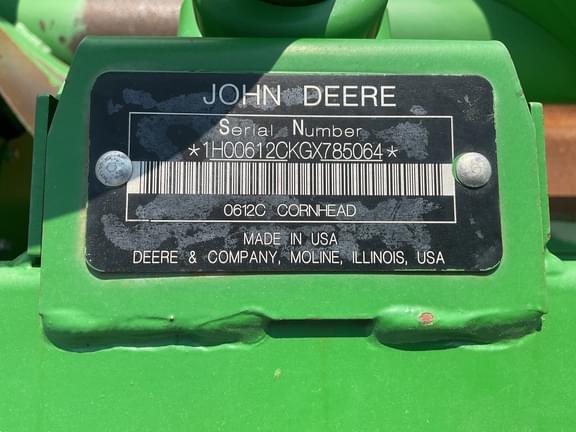 JOHN DEERE
Serial Number
*1H00612CKGX785064*
0612C CORNHEAD
MADE IN USA
DEERE & COMPANY, MOLINE, ILLINOIS, USA